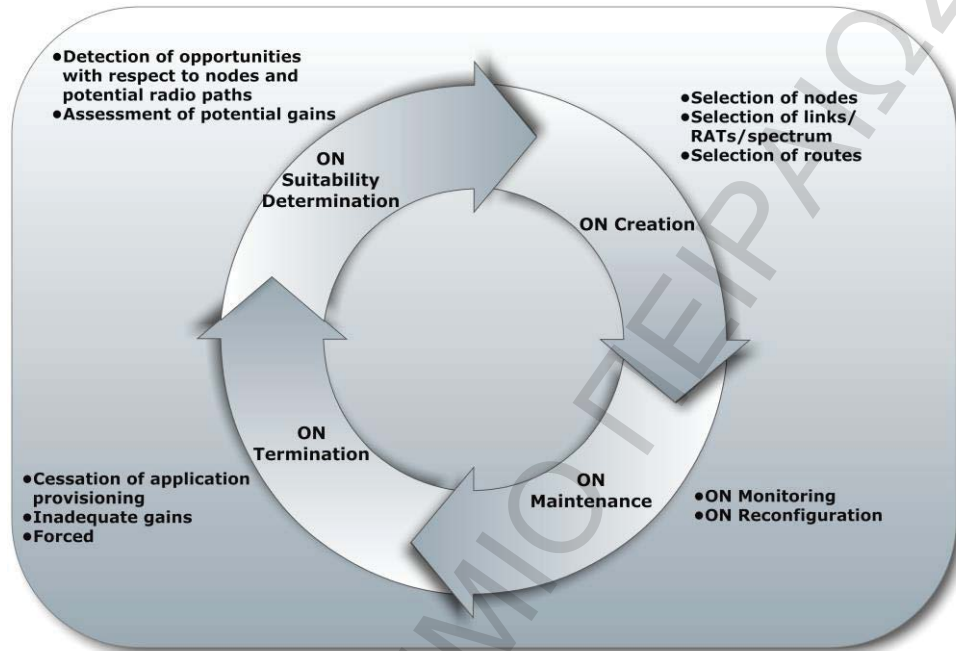 ●Detection of opportunities
with respect to nodes and
potential radio paths
●Assessment of potential gains
ON
Suitability
Determination
●Selection of nodes
●Selection of links/
RATs/spectrum
●Selection of routes
ON Creation
ON
Maintenance
●ON Monitoring
●ON Reconfiguration
ON
Termination
●Cessation of application
provisioning
●Inadequate gains
●Forced